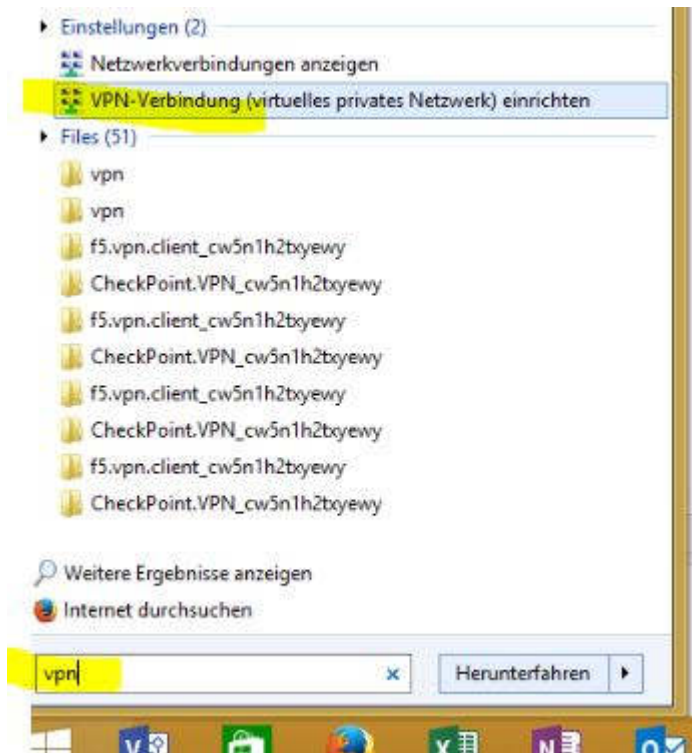 Einstellungen (2)
Netzwerkverbindungen anzeigen
VPN-Verbindung (virtuelles privates Netzwerk) einrichten
Files (51)
vpn
vpn
f5.vpn.client_cw5n1h2txyewy
CheckPoint.VPN_cw5n1h2txyewy
f5.vpn.client_cw5n1h2txyewy
CheckPoint.VPN_cw5n1h2txyewy
f5.vpn.client_cw5n1h2txyewy
CheckPoint.VPN_cw5n1h2txyewy
f5.vpn.client_cw5n1h2txyewy
CheckPoint.VPN_cw5n1h2txyewy
Weitere Ergebnisse anzeigen
Internet durchsuchen
vpn
Herunterfahren